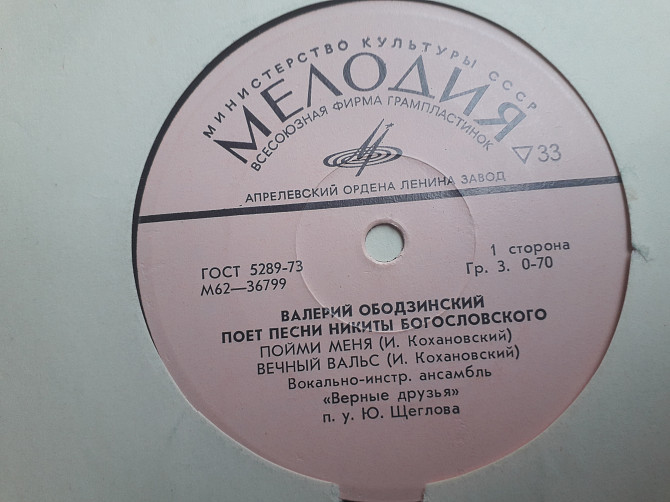 МИНИСТЕРСТВО КУЛЬТУРЫ СССР
МЕЛОДИЯ
ВСЕСОЮЗНАЯ ФИРМА ГРАМПЛАСТИНОК
▽33
АПРЕЛЕВСКИЙ ОРДЕНА ЛЕНИНА ЗАВОД
ГОСТ 5289-73
М62—36799
1 сторона
Гр. 3. 0-70
ВАЛЕРИЙ ОБОДЗИНСКИЙ
ПОЕТ ПЕСНИ НИКИТЫ БОГОСЛОВСКОГО
ПОЙМИ МЕНЯ (И. Кохановский)
ВЕЧНЫЙ ВАЛЬС (И. Кохановский)
Вокально-инстр. ансамбль
«Верные друзья»
п. у. Ю. Щеглова